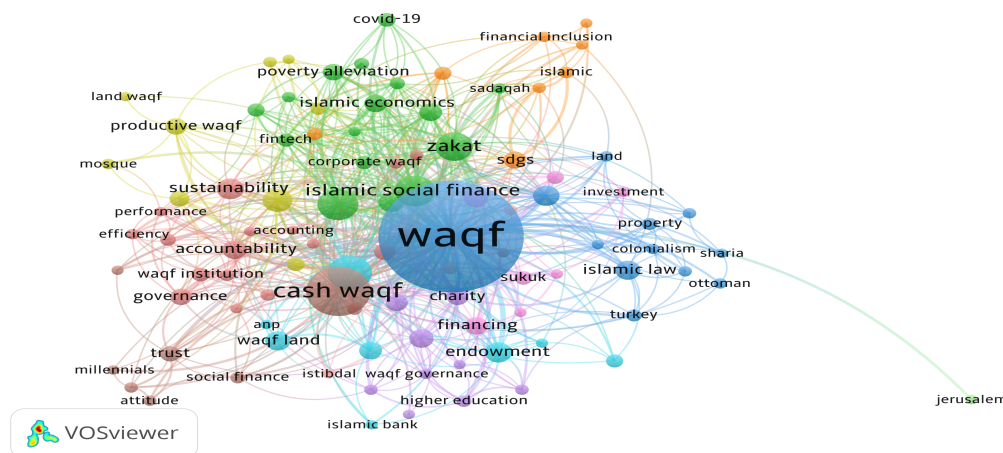 covid-19
financial inclusion
poverty alleviation
islamic
sadaqah
land waqf
islamic economics
productive waqf
fintech
zakat
corporate waqf
sdgs
land
mosque
sustainability
islamic social finance
investment
performance
property
efficiency
accounting
waqf
accountability
colonialism
sharia
waqf institution
sukuk
islamic law
ottoman
governance
cash waqf
charity
turkey
anp
financing
waqf land
trust
endowment
millennials
social finance
istibdal
waqf governance
attitude
higher education
jerusalem
islamic bank
VOSviewer